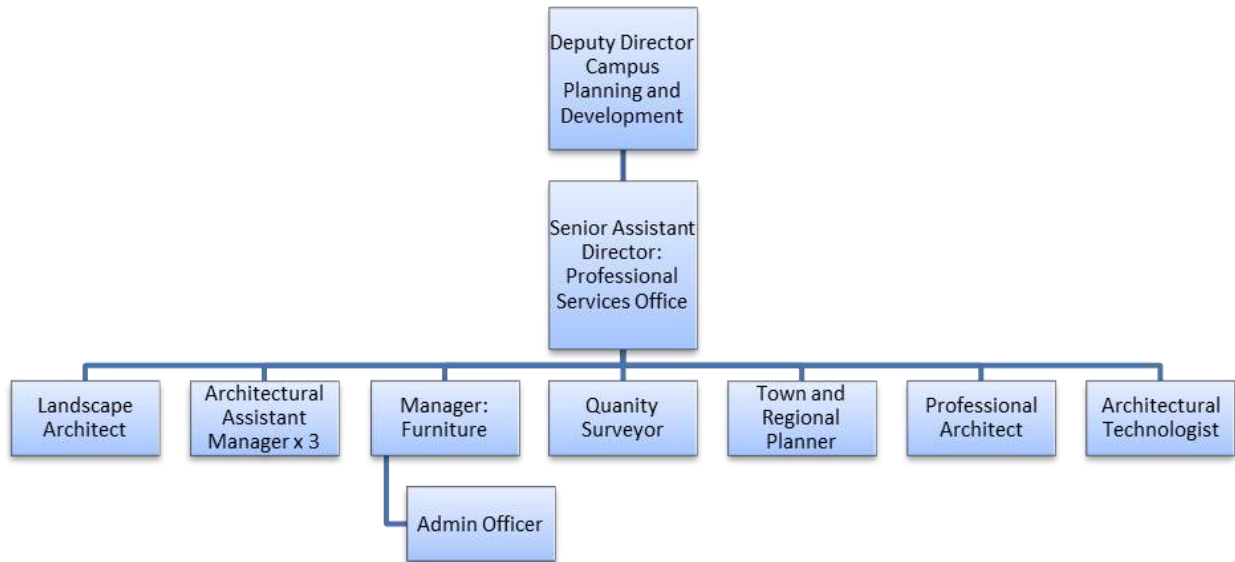 Deputy Director
Campus
Planning and
Development
Senior Assistant
Director:
Professional
Services Office
Landscape
Architect
Architectural
Assistant
Manager x 3
Manager:
Furniture
Quanity
Surveyor
Town and
Regional
Planner
Professional
Architect
Architectural
Technologist
Admin Officer